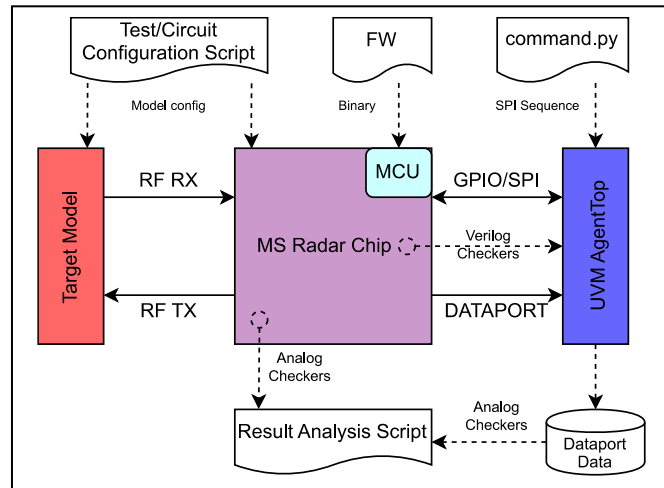 Test/Circuit
Configuration Script
FW
command.py
Model config
Binary
SPI Sequence
Target Model
RF RX
MCU
GPIO/SPI
UVM AgentTop
MS Radar Chip
Verilog
Checkers
RF TX
DATAPORT
Analog
Checkers
Result Analysis Script
Analog
Checkers
Dataport
Data